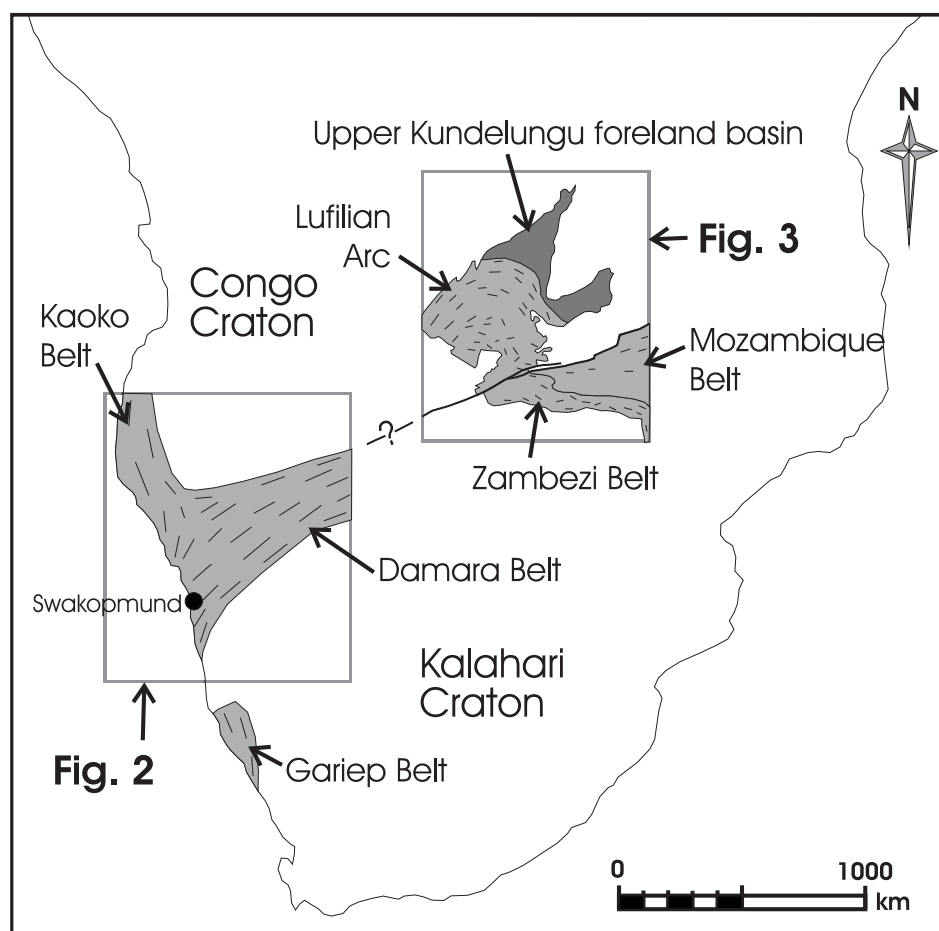 N
Upper Kundelungu foreland basin
Lufilian
Arc
Fig. 3
Congo
Craton
Kaoko
Belt
Mozambique
Belt
?
Zambezi Belt
Damara Belt
Swakopmund
Kalahari
Craton
Fig. 2
Gariep Belt
0 1000
km